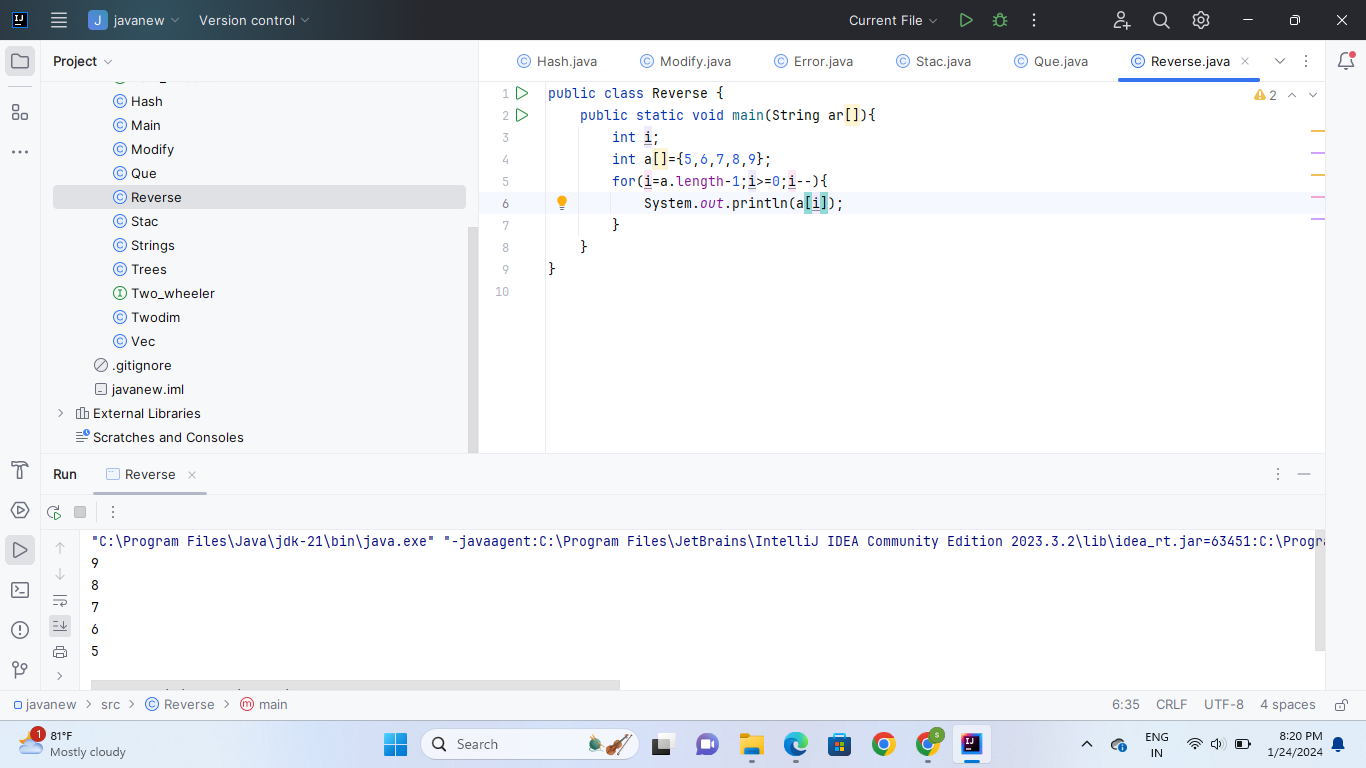 J javanew Version control Current File
Project
Hash.java Modify.java Error.java Stac.java Que.java Reverse.java
Hash
Main
Modify
Que
Reverse
Stac
Strings
Trees
Two_wheeler
Twodim
Vec
.gitignore
javanew.iml
External Libraries
Scratches and Consoles
1 public class Reverse {
2 public static void main(String ar[]){
3 int i;
4 int a[]={5,6,7,8,9};
5 for(i=a.length-1;i>=0;i--){
6 System.out.println(a[i]);
7 }
8 }
9 }
10
2
Run Reverse
"C:\Program Files\Java\jdk-21\bin\java.exe" "-javaagent:C:\Program Files\JetBrains\IntelliJ IDEA Community Edition 2023.3.2\lib\idea_rt.jar=63451:C:\Progr
9
8
7
6
5
javanew > src > Reverse > main 6:35 CRLF UTF-8 4 spaces
1 81°F
Mostly cloudy
Search
ENG
IN
8:20 PM
1/24/2024